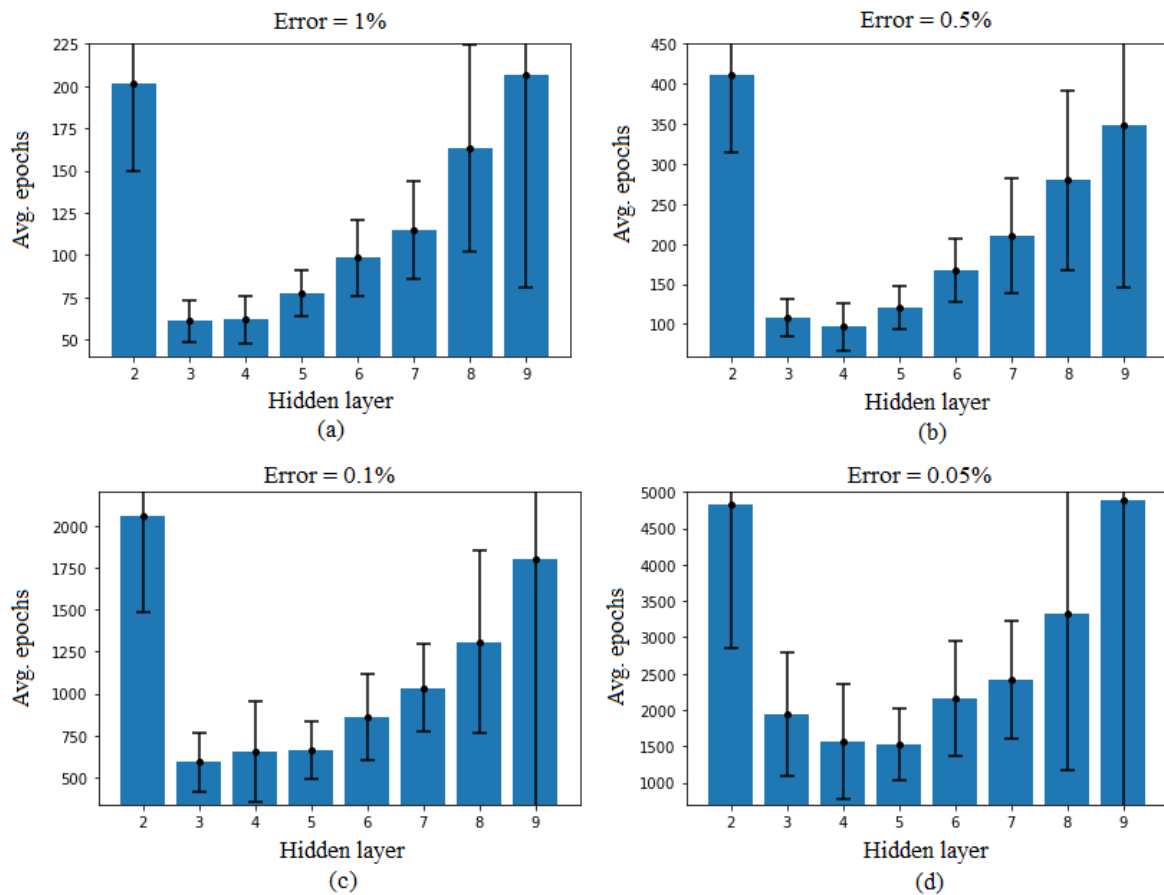 Error = 1%
225
200
175
150
125
100
75
50
Avg. epochs
2 3 4 5 6 7 8 9
Hidden layer
(a)
Error = 0.5%
450
400
350
300
250
200
150
100
Avg. epochs
2 3 4 5 6 7 8 9
Hidden layer
(b)
Error = 0.1%
2000
1750
1500
1250
1000
750
500
Avg. epochs
2 3 4 5 6 7 8 9
Hidden layer
(c)
Error = 0.05%
5000
4500
4000
3500
3000
2500
2000
1500
1000
Avg. epochs
2 3 4 5 6 7 8 9
Hidden layer
(d)